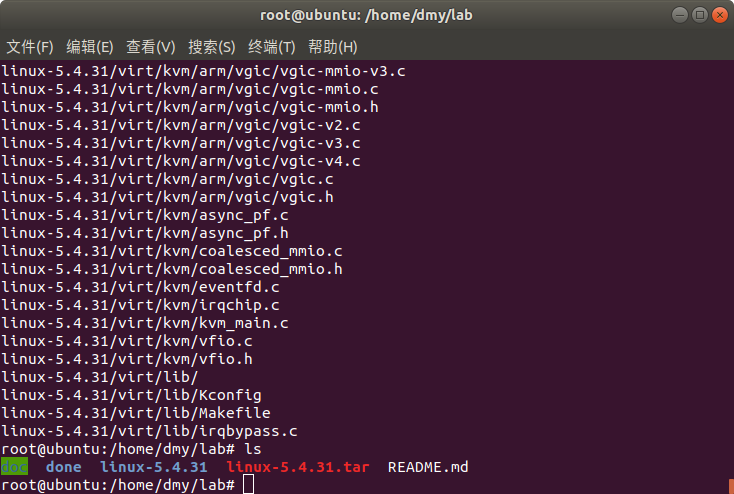 root@ubuntu: /home/dmy/lab
文件(F) 编辑(E) 查看(V) 搜索(S) 终端(T) 帮助(H)
linux-5.4.31/virt/kvm/arm/vgic/vgic-mmio-v3.c
linux-5.4.31/virt/kvm/arm/vgic/vgic-mmio.c
linux-5.4.31/virt/kvm/arm/vgic/vgic-mmio.h
linux-5.4.31/virt/kvm/arm/vgic/vgic-v2.c
linux-5.4.31/virt/kvm/arm/vgic/vgic-v3.c
linux-5.4.31/virt/kvm/arm/vgic/vgic-v4.c
linux-5.4.31/virt/kvm/arm/vgic/vgic.c
linux-5.4.31/virt/kvm/arm/vgic/vgic.h
linux-5.4.31/virt/kvm/async_pf.c
linux-5.4.31/virt/kvm/async_pf.h
linux-5.4.31/virt/kvm/coalesced_mmio.c
linux-5.4.31/virt/kvm/coalesced_mmio.h
linux-5.4.31/virt/kvm/eventfd.c
linux-5.4.31/virt/kvm/irqchip.c
linux-5.4.31/virt/kvm/kvm_main.c
linux-5.4.31/virt/kvm/vfio.c
linux-5.4.31/virt/kvm/vfio.h
linux-5.4.31/virt/lib/
linux-5.4.31/virt/lib/Kconfig
linux-5.4.31/virt/lib/Makefile
linux-5.4.31/virt/lib/irqbypass.c
root@ubuntu:/home/dmy/lab# ls
doc  done  linux-5.4.31  linux-5.4.31.tar  README.md
root@ubuntu:/home/dmy/lab#